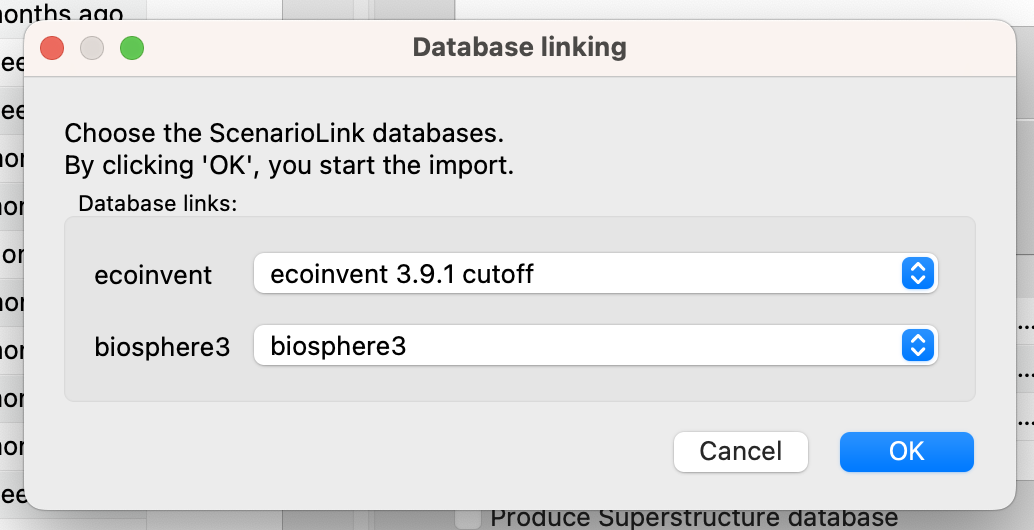 months ago
Database linking
Choose the ScenarioLink databases.
By clicking 'OK', you start the import.
Database links:
ecoinvent
ecoinvent 3.9.1 cutoff
biosphere3
biosphere3
Cancel
OK
Produce Superstructure database